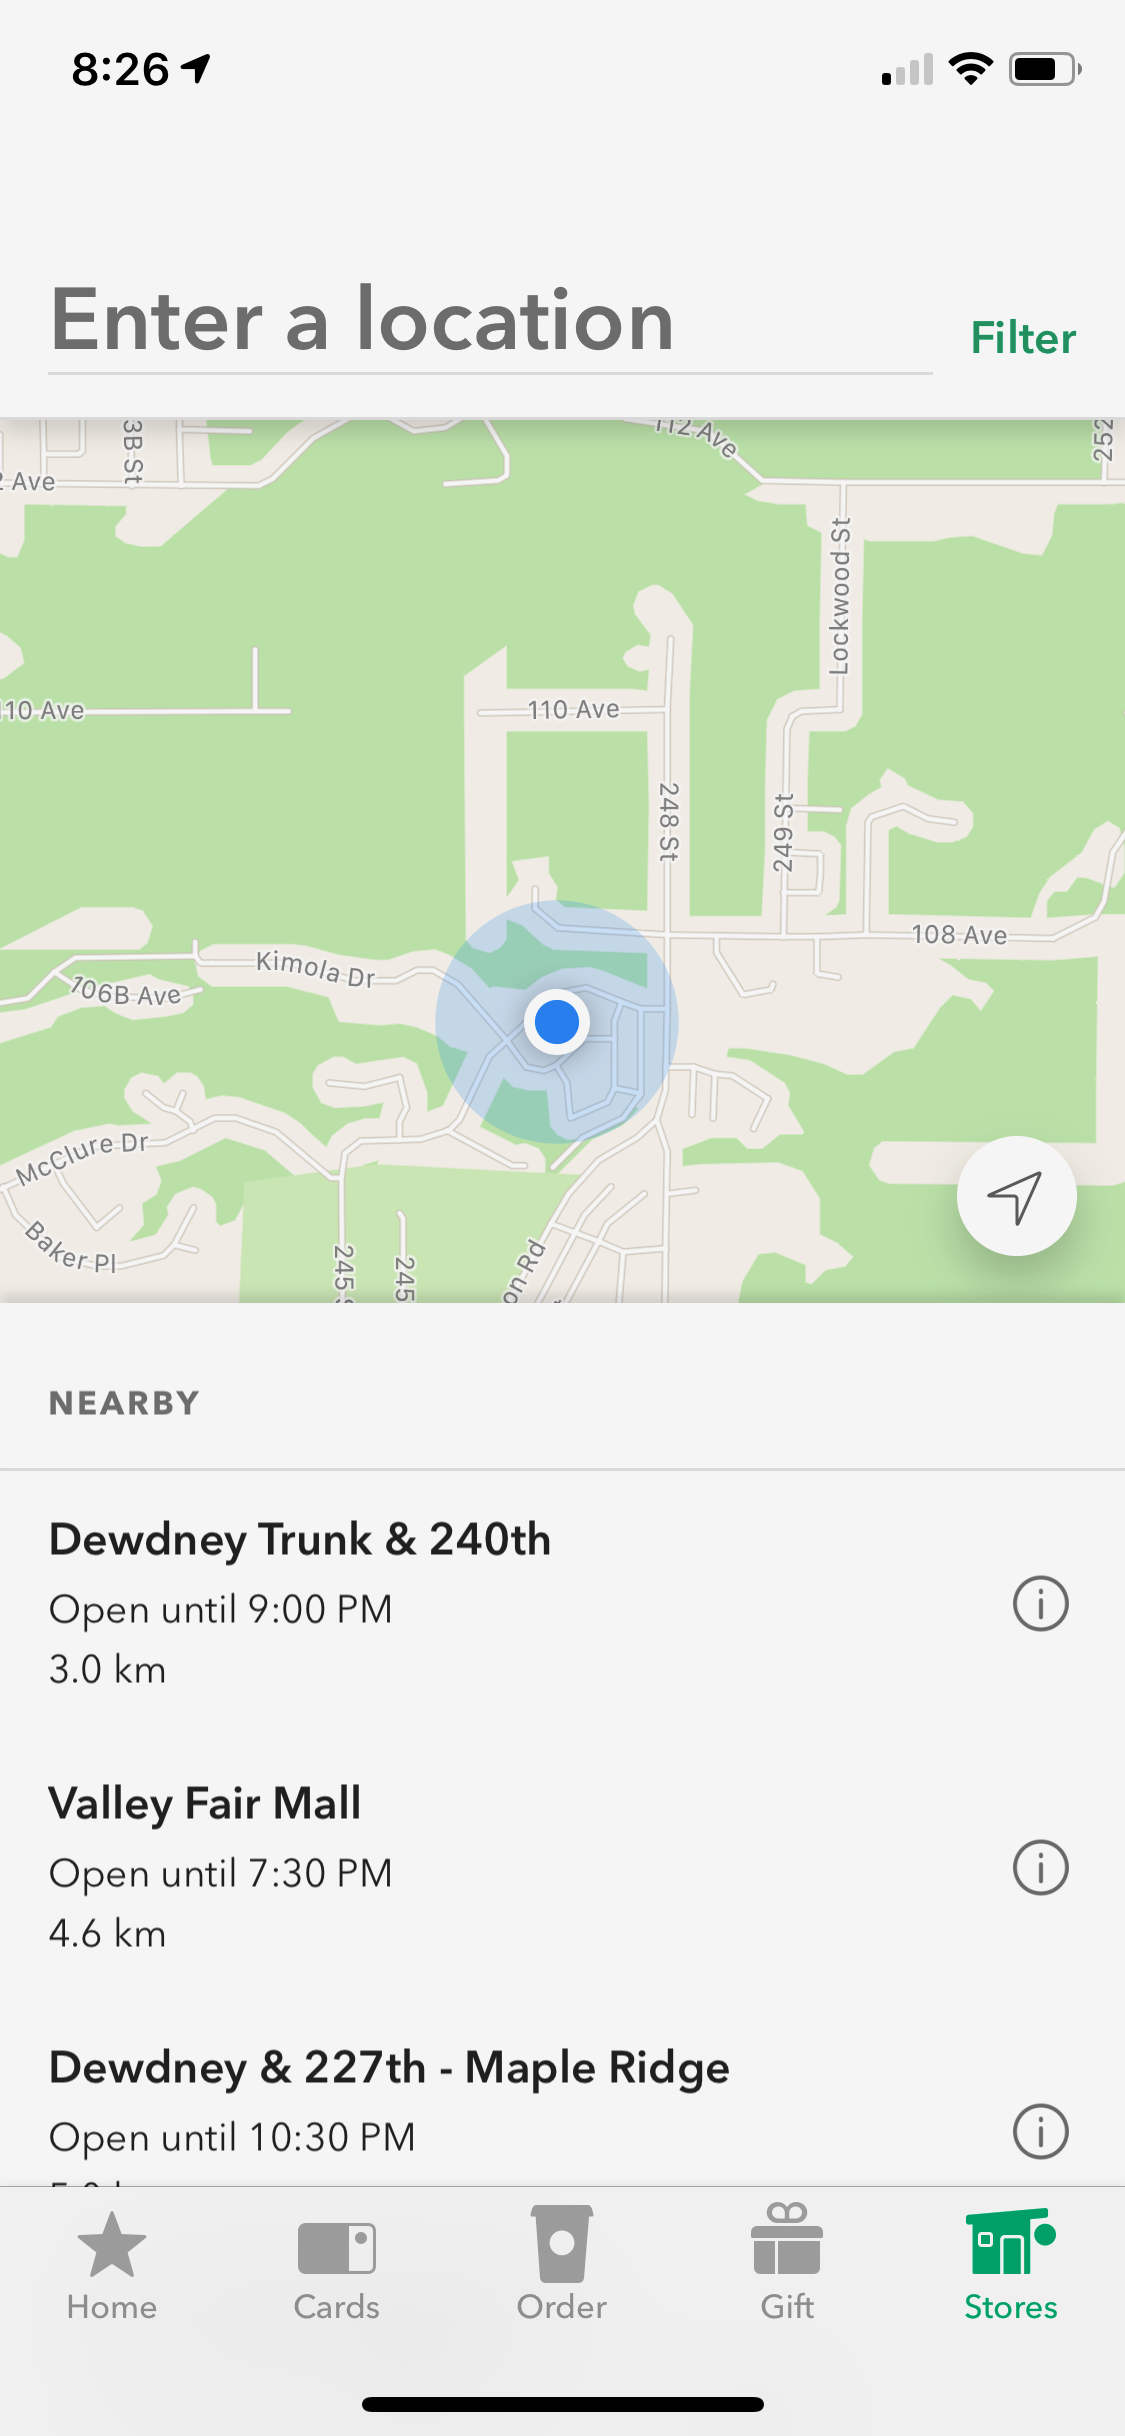 8:26
Enter a location
Filter
3B St
112 Ave
252
2 Ave
Lockwood St
110 Ave
110 Ave
248 St
249 St
108 Ave
Kimola Dr
106B Ave
McClure Dr
Baker Pl
245 S
245
on Rd
NEARBY
Dewdney Trunk & 240th
Open until 9:00 PM
3.0 km
Valley Fair Mall
Open until 7:30 PM
4.6 km
Dewdney & 227th - Maple Ridge
Open until 10:30 PM
Home
Cards
Order
Gift
Stores